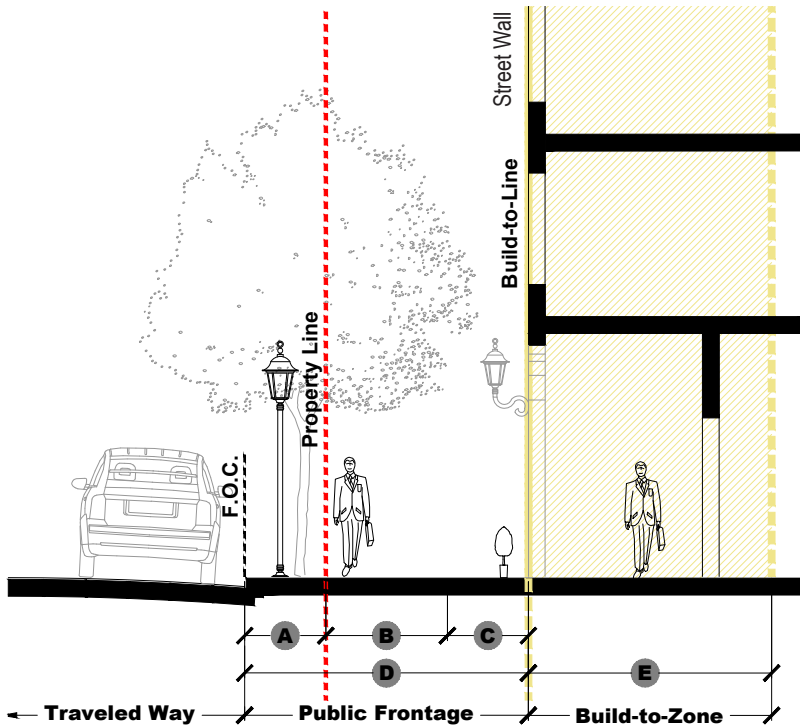 Street Wall
Build-to-Line
Property Line
F.O.C.
A
B
C
D
E
Traveled Way
Public Frontage
Build-to-Zone